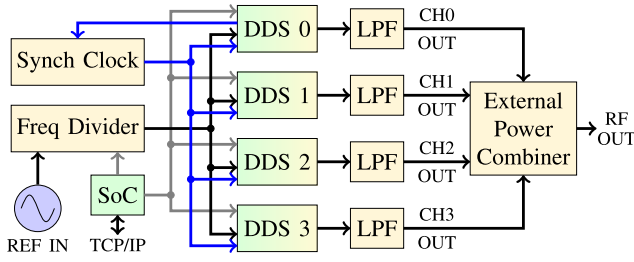 DDS 0
LPF
CH0
OUT
Synch Clock
DDS 1
LPF
CH1
OUT
External
Power
Combiner
RF
OUT
Freq Divider
DDS 2
LPF
CH2
OUT
SoC
DDS 3
LPF
CH3
OUT
REF IN
TCP/IP